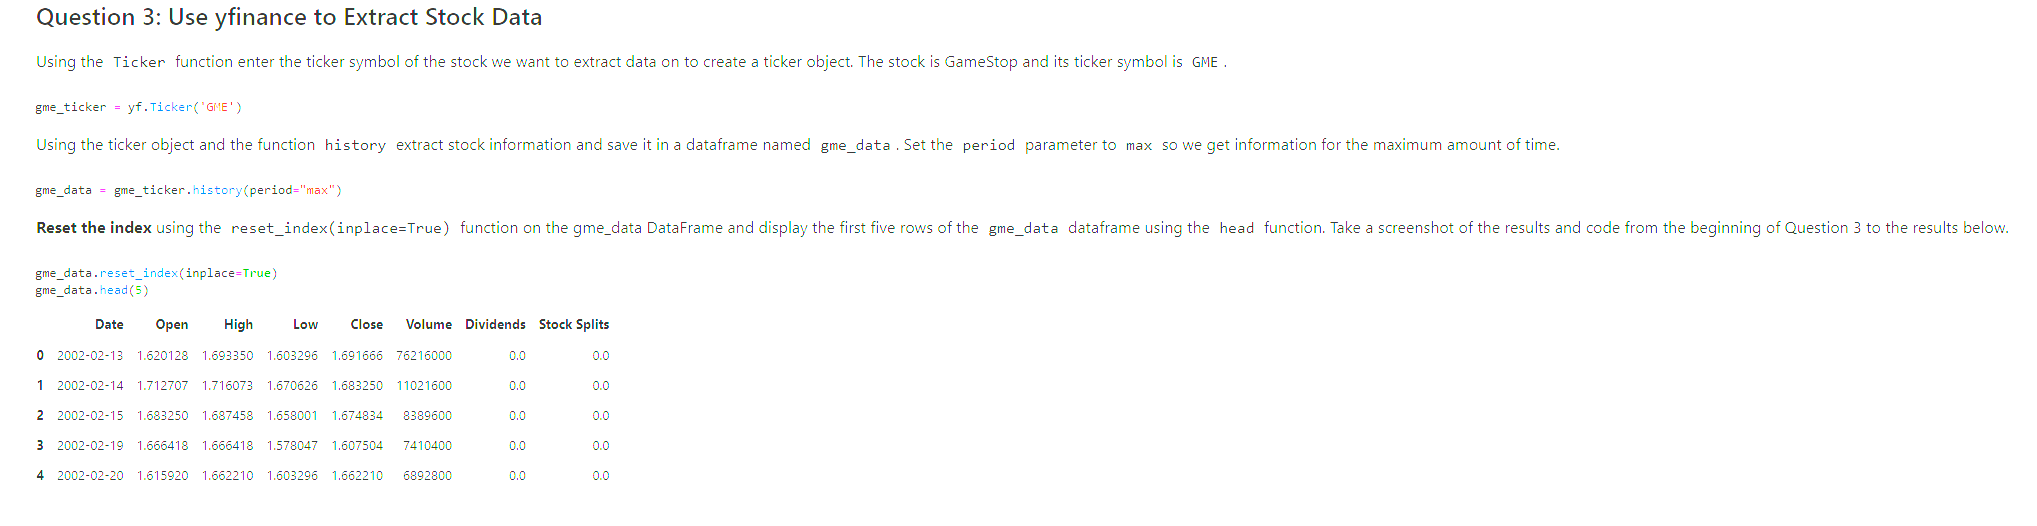 Question 3: Use yfinance to Extract Stock Data
Using the Ticker function enter the ticker symbol of the stock we want to extract data on to create a ticker object. The stock is GameStop and its ticker symbol is GME .
gme_ticker = yf.Ticker('GME')
Using the ticker object and the function history extract stock information and save it in a dataframe named gme_data . Set the period parameter to max so we get information for the maximum amount of time.
gme_data = gme_ticker.history(period="max")
Reset the index using the reset_index(inplace=True) function on the gme_data DataFrame and display the first five rows of the gme_data dataframe using the head function. Take a screenshot of the results and code from the beginning of Question 3 to the results below.
gme_data.reset_index(inplace=True)
gme_data.head(5)
Date Open High Low Close Volume Dividends Stock Splits
0 2002-02-13 1.620128 1.693350 1.603296 1.691666 76216000 0.0 0.0
1 2002-02-14 1.712707 1.716073 1.670626 1.683250 11021600 0.0 0.0
2 2002-02-15 1.683250 1.687458 1.658001 1.674834 8389600 0.0 0.0
3 2002-02-19 1.666418 1.666418 1.578047 1.607504 7410400 0.0 0.0
4 2002-02-20 1.615920 1.662210 1.603296 1.662210 6892800 0.0 0.0